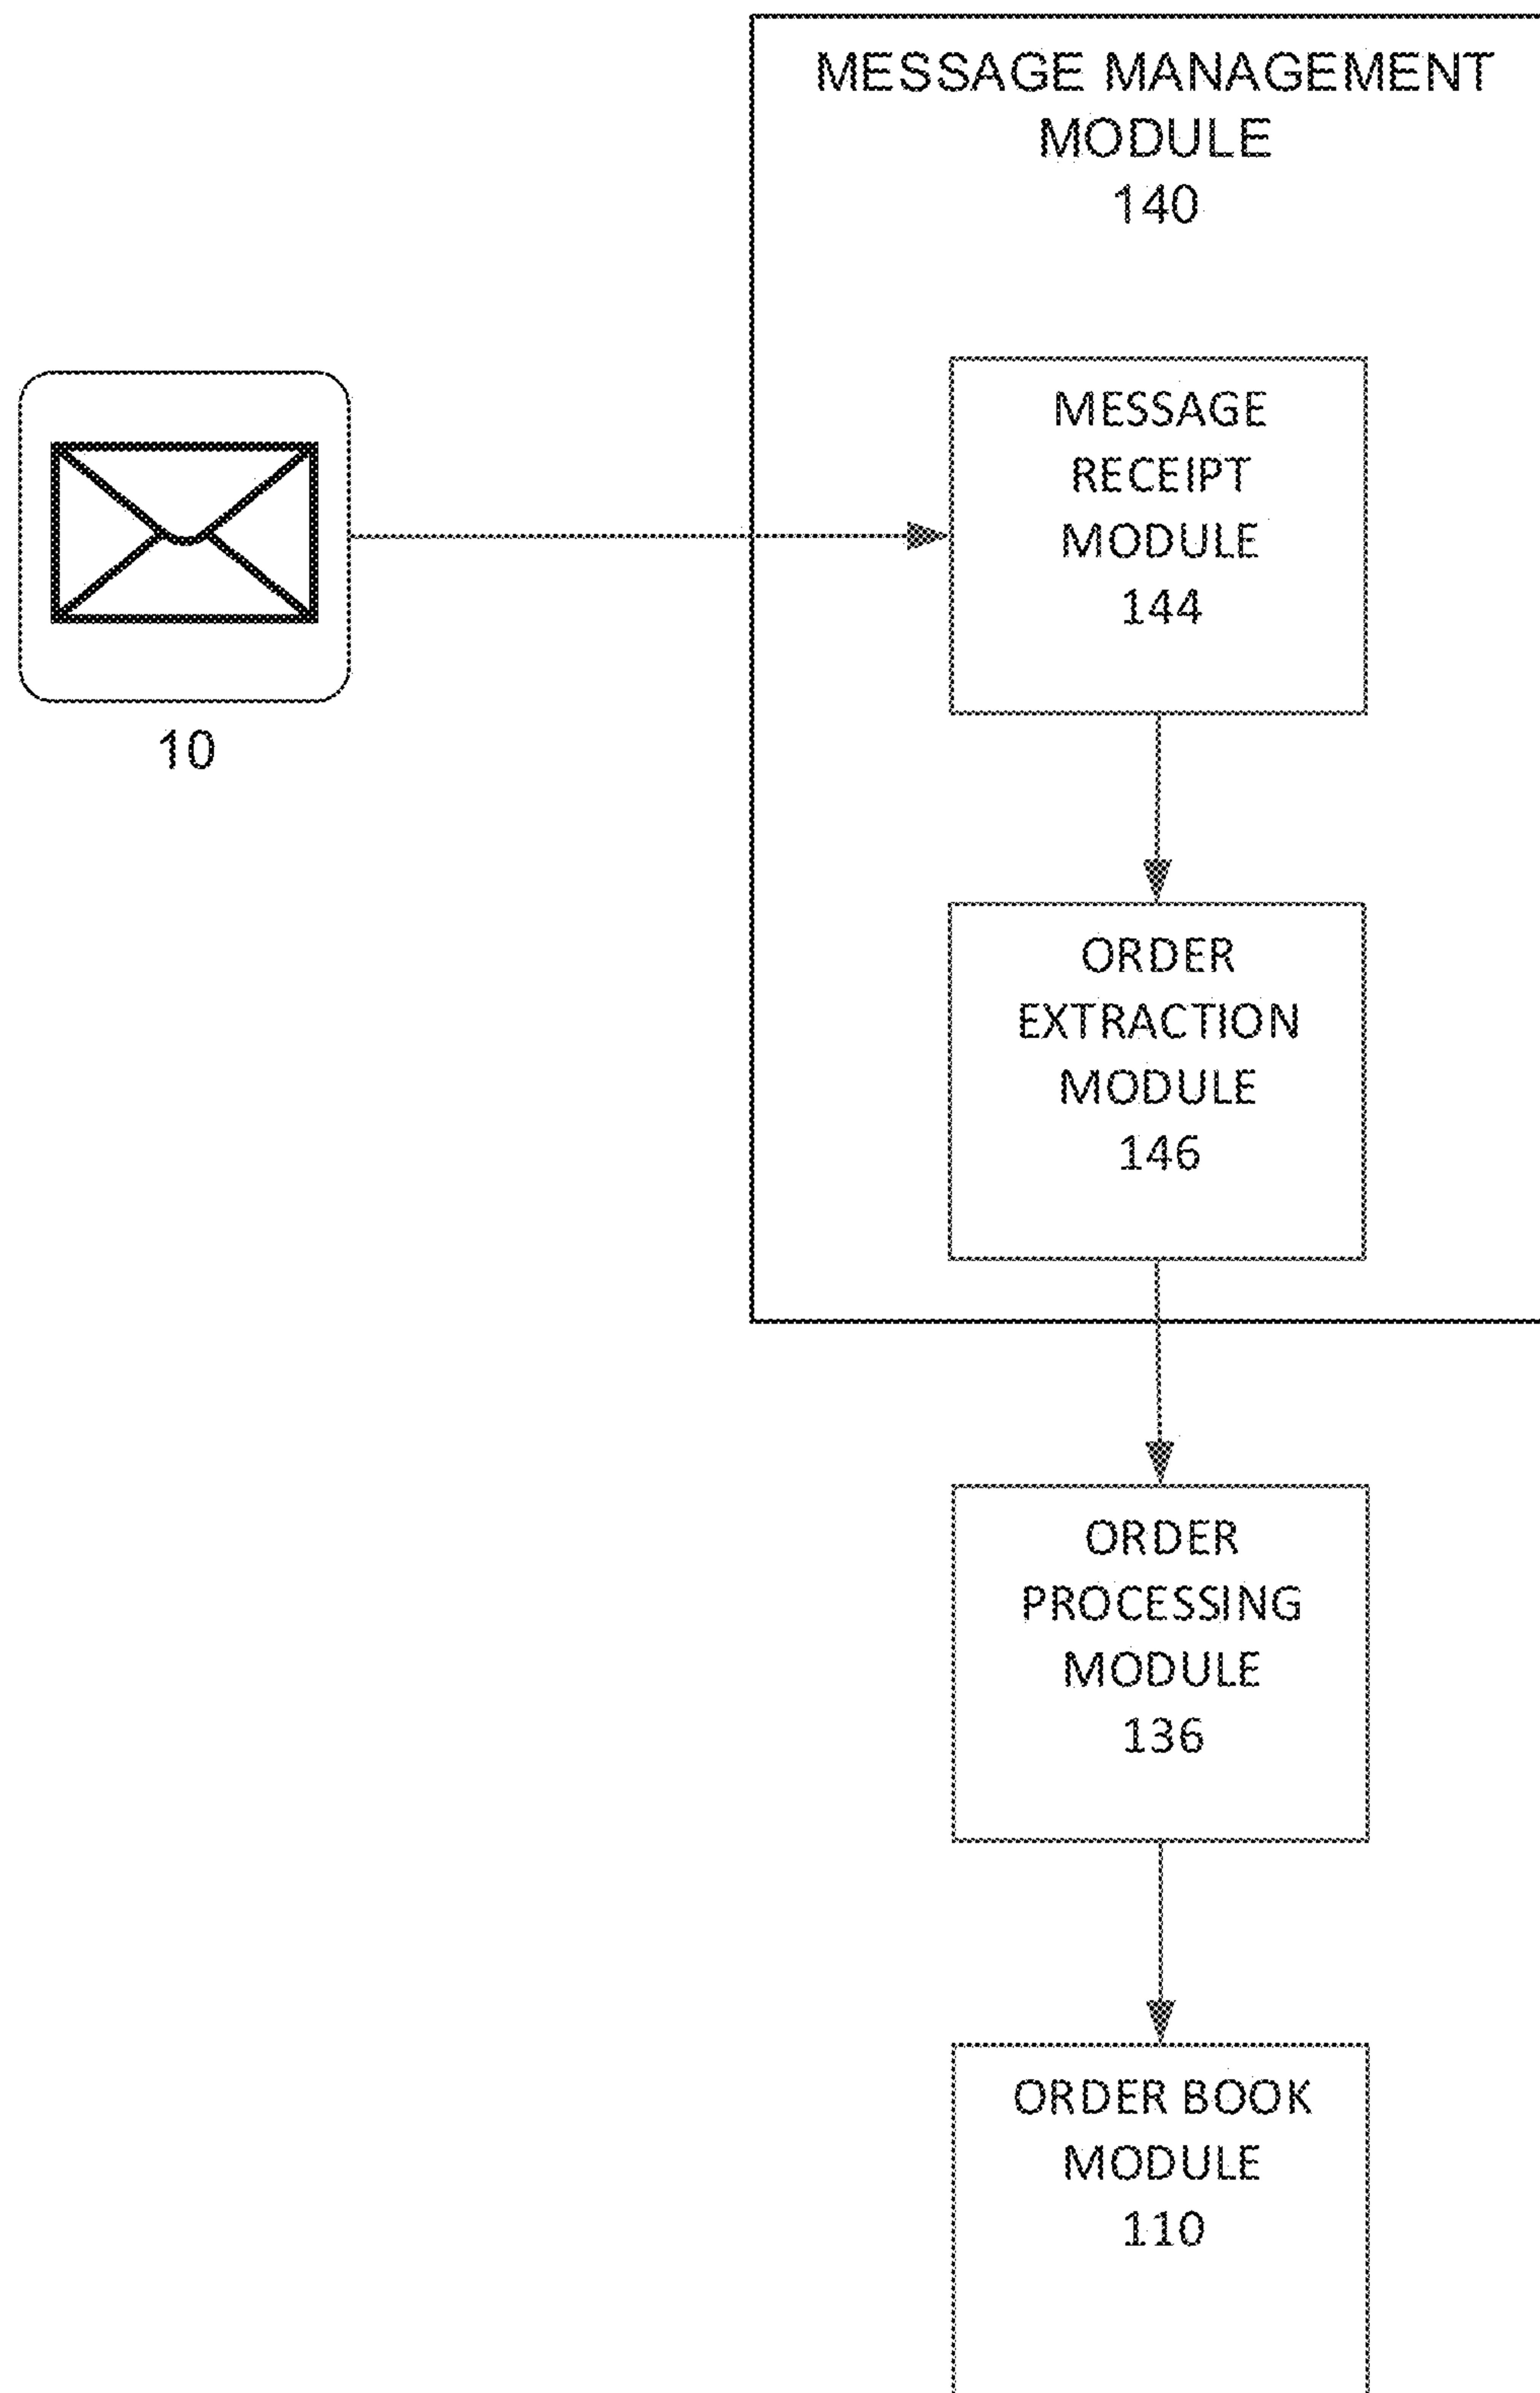 MESSAGE MANAGEMENT
MODULE
140
MESSAGE
RECEIPT
MODULE
144
10
ORDER
EXTRACTION
MODULE
146
ORDER
PROCESSING
MODULE
136
ORDER BOOK
MODULE
110